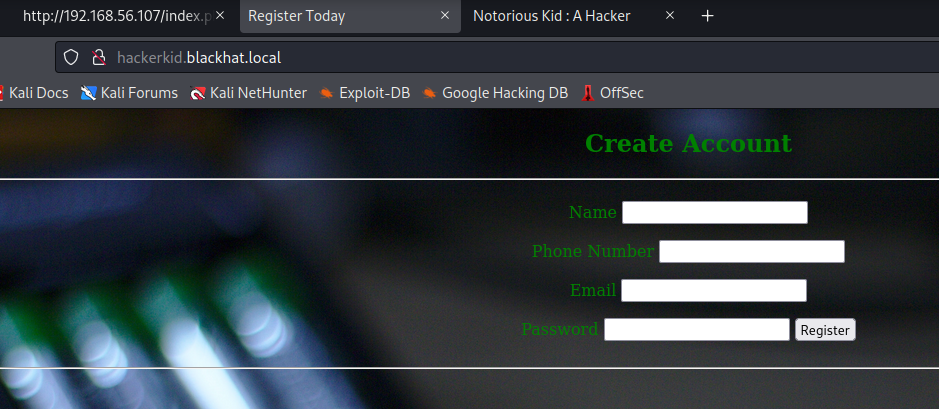 http://192.168.56.107/index.p
Register Today
Notorious Kid : A Hacker
hackerkid.blackhat.local
Kali Docs
Kali Forums
Kali NetHunter
Exploit-DB
Google Hacking DB
OffSec
Create Account
Name
Phone Number
Email
Password
Register